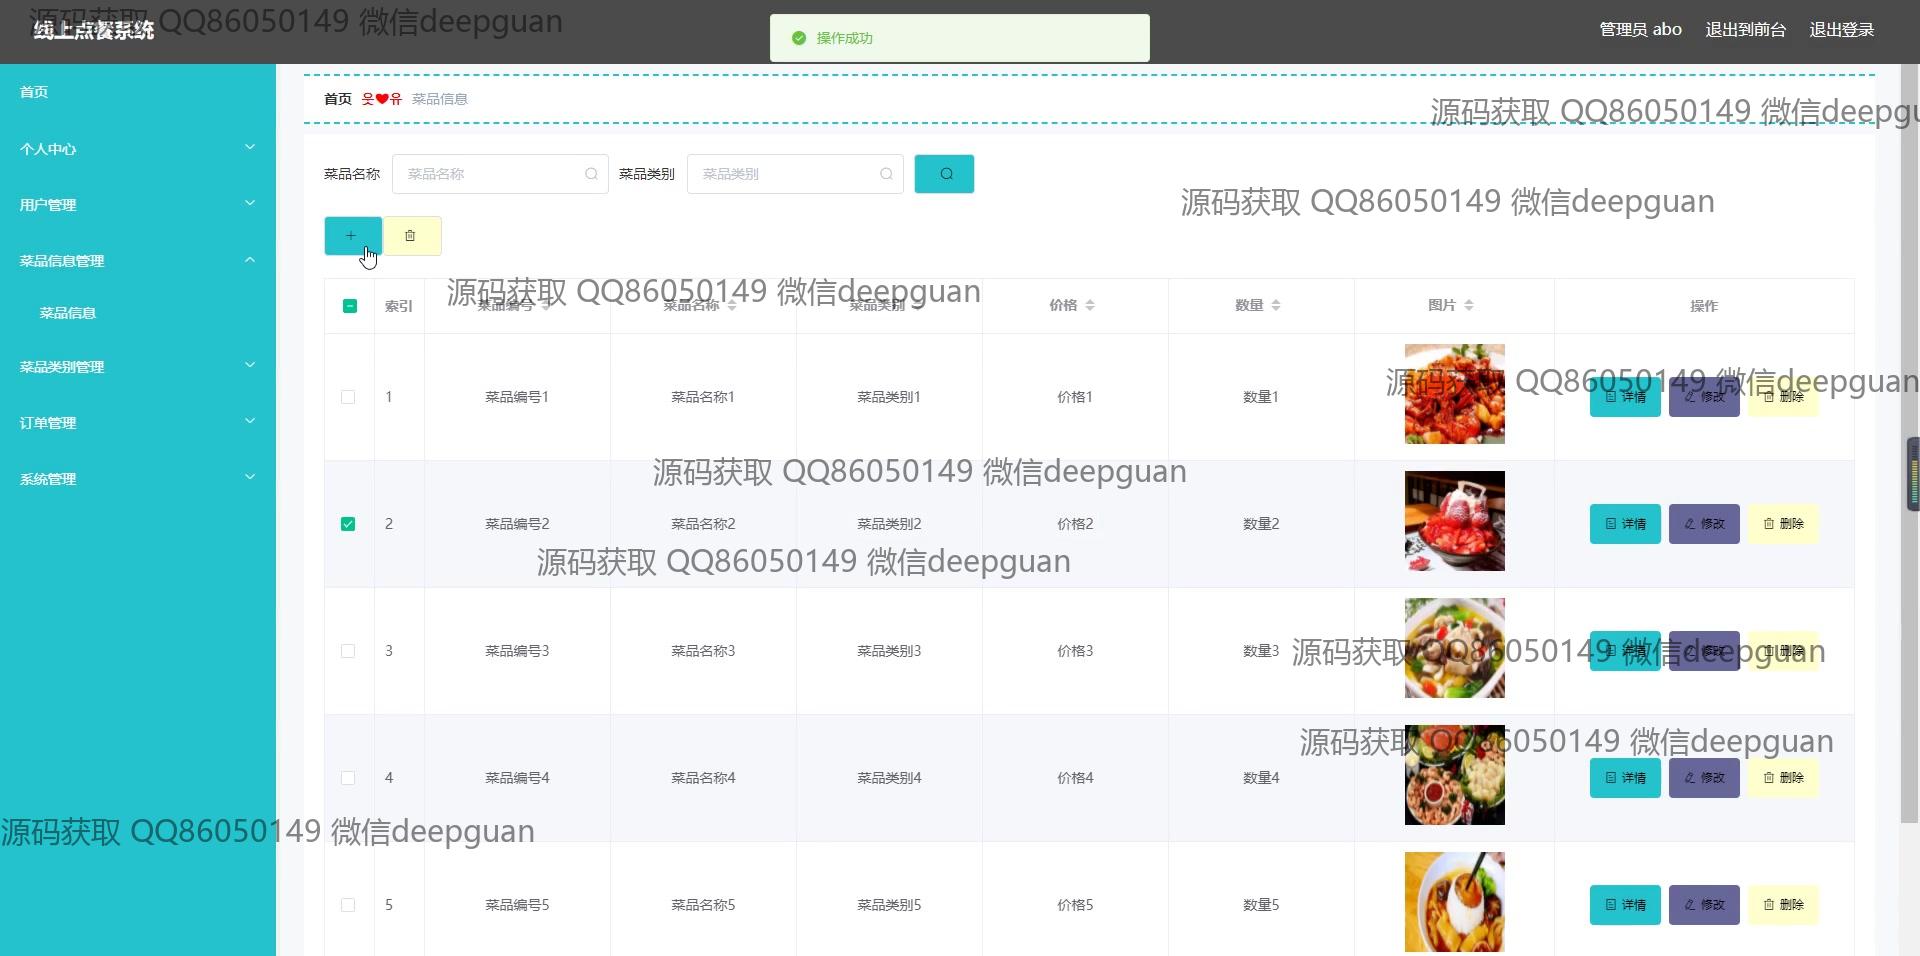 线上点餐系统
源码获取 QQ86050149 微信deepguan
操作成功
管理员 abo 退出到前台 退出登录
首页
个人中心
用户管理
菜品信息管理
菜品信息
菜品类别管理
订单管理
系统管理
首页 웃❤유 菜品信息
源码获取 QQ86050149 微信deepgu
菜品名称 菜品名称 菜品类别 菜品类别
源码获取 QQ86050149 微信deepguan
源码获取 QQ86050149 微信deepguan
索引 菜品编号 菜品名称 菜品类别 价格 数量 图片 操作
源码获取 QQ86050149 微信deepguan
1 菜品编号1 菜品名称1 菜品类别1 价格1 数量1 详情 修改 删除
源码获取 QQ86050149 微信deepguan
2 菜品编号2 菜品名称2 菜品类别2 价格2 数量2 详情 修改 删除
源码获取 QQ86050149 微信deepguan
3 菜品编号3 菜品名称3 菜品类别3 价格3 数量3 详情 修改 删除
源码获取 QQ86050149 微信deepguan
源码获取 QQ86050149 微信deepguan
4 菜品编号4 菜品名称4 菜品类别4 价格4 数量4 详情 修改 删除
源码获取 QQ86050149 微信deepguan
5 菜品编号5 菜品名称5 菜品类别5 价格5 数量5 详情 修改 删除